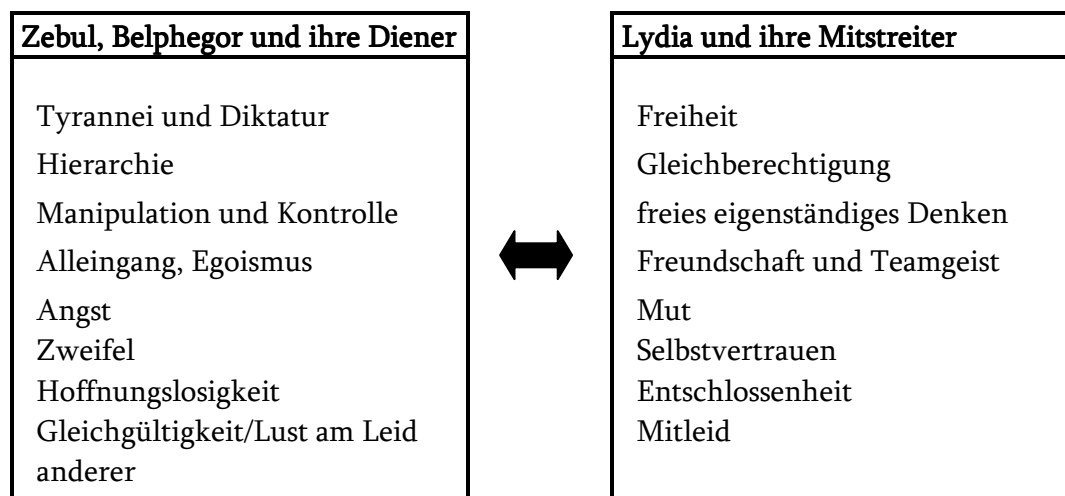 Zebul, Belphegor und ihre Diener
Tyrannei und Diktatur
Hierarchie
Manipulation und Kontrolle
Alleingang, Egoismus
Angst
Zweifel
Hoffnungslosigkeit
Gleichgültigkeit/Lust am Leid
anderer
Lydia und ihre Mitstreiter
Freiheit
Gleichberechtigung
freies eigenständiges Denken
Freundschaft und Teamgeist
Mut
Selbstvertrauen
Entschlossenheit
Mitleid